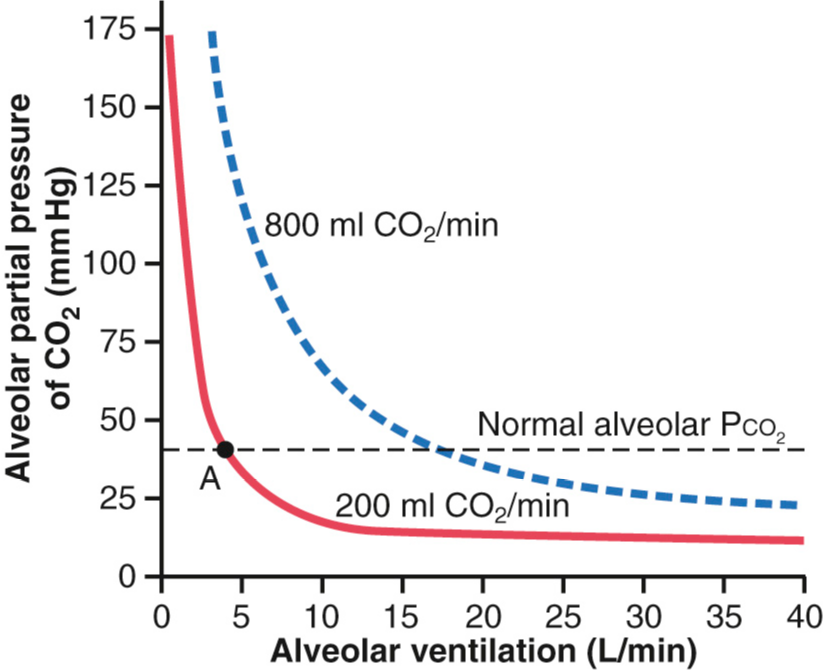 Alveolar partial pressure
of CO₂ (mm Hg)
175
150
125
100
75
50
25
0
800 ml CO₂/min
Normal alveolar PCO₂
A
200 ml CO₂/min
0 5 10 15 20 25 30 35 40
Alveolar ventilation (L/min)